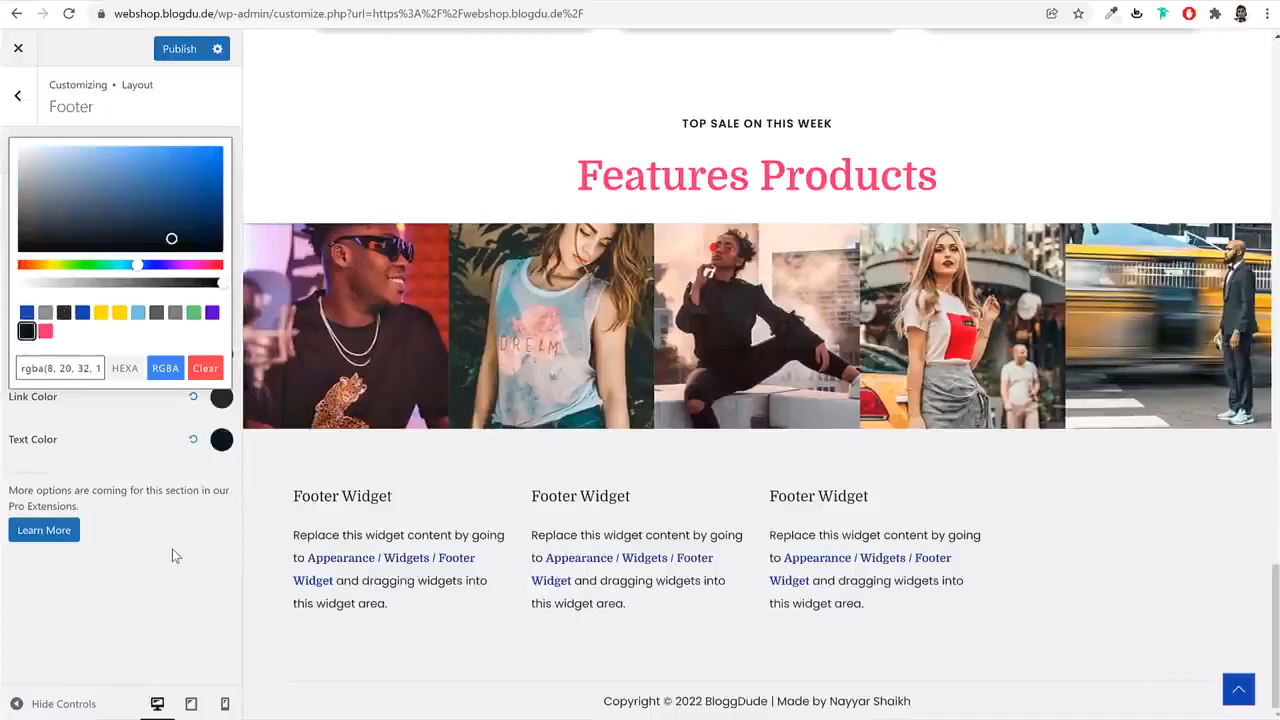 webshop.blogdu.de/wp-admin/customize.php?url=https%3A%2F%2Fwebshop.blogdu.de%2F
Publish
Customizing • Layout
Footer
rgba(8, 20, 32, 1
HEXA
RGBA
Clear
Link Color
Text Color
More options are coming for this section in our
Pro Extensions.
Learn More
Hide Controls
TOP SALE ON THIS WEEK
Features Products
DREAM
Footer Widget
Replace this widget content by going
to Appearance / Widgets / Footer
Widget and dragging widgets into
this widget area.
Footer Widget
Replace this widget content by going
to Appearance / Widgets / Footer
Widget and dragging widgets into
this widget area.
Footer Widget
Replace this widget content by going
to Appearance / Widgets / Footer
Widget and dragging widgets into
this widget area.
Copyright © 2022 BloggDude | Made by Nayyar Shaikh